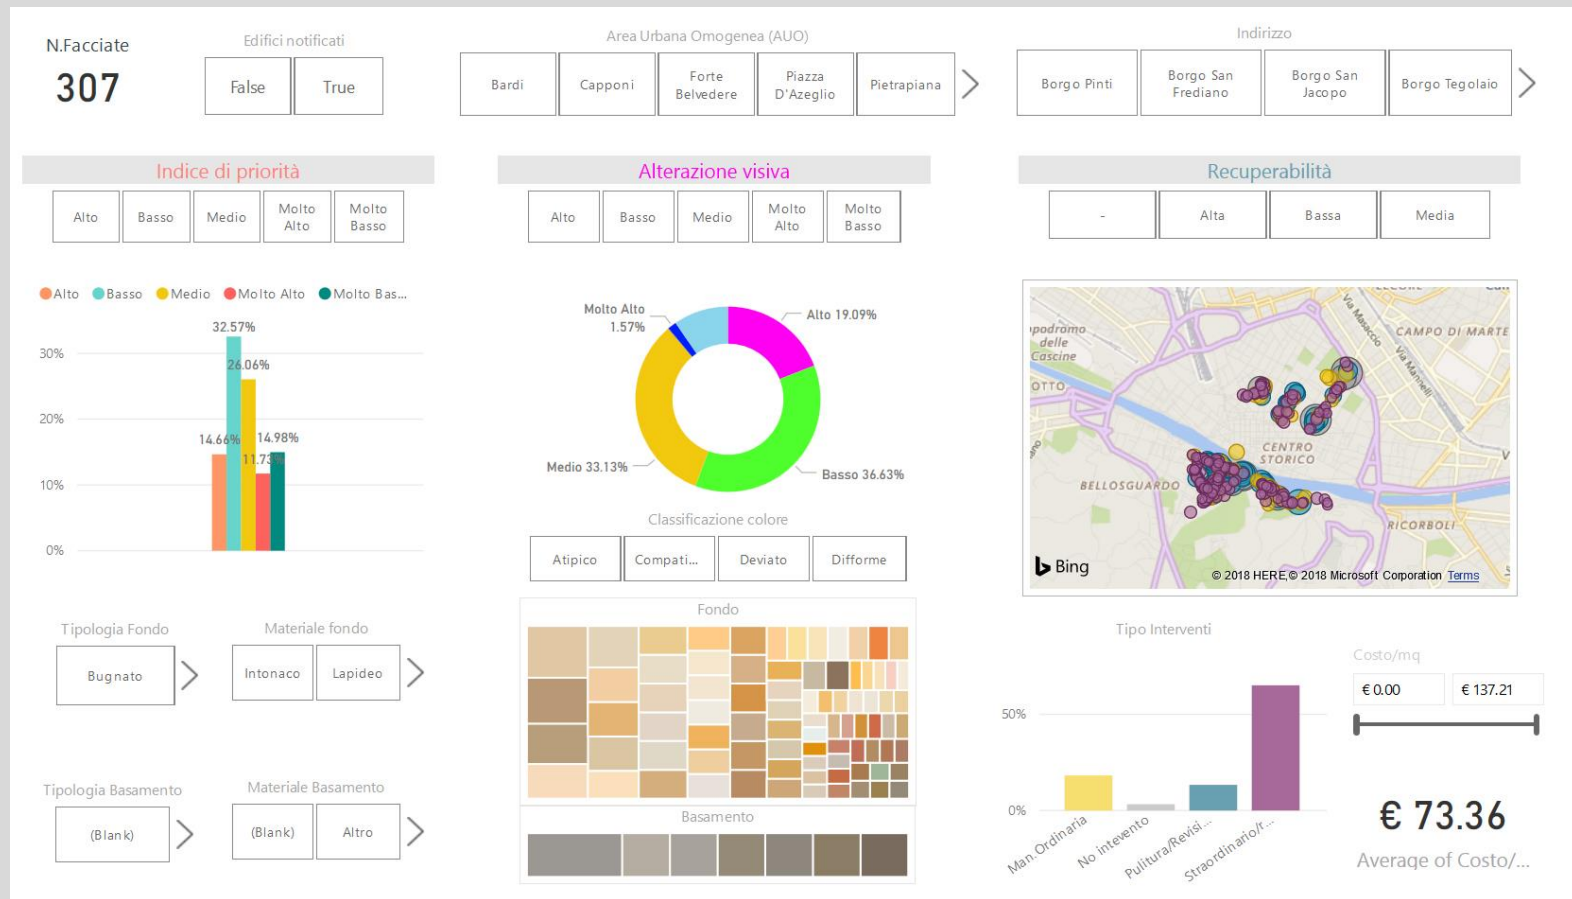 N.Facciate
307
Edifici notificati
False
True
Area Urbana Omogenea (AUO)
Bardi
Capponi
Forte
Belvedere
Piazza
D'Azeglio
Pietrapiana
Indirizzo
Borgo Pinti
Borgo San
Frediano
Borgo San
Jacopo
Borgo Tegolaio
Indice di priorità
Alto
Basso
Medio
Molto
Alto
Molto
Basso
Alto
Basso
Medio
Molto Alto
Molto Bas...
32.57%
30%
26.06%
20%
14.66%
14.98%
11.73%
10%
0%
Tipologia Fondo
Bugnato
Materiale fondo
Intonaco
Lapideo
Tipologia Basamento
(Blank)
Materiale Basamento
(Blank)
Altro
Alterazione visiva
Alto
Basso
Medio
Molto
Alto
Molto
Basso
Molto Alto
1.57%
Alto 19.09%
Medio 33.13%
Basso 36.63%
Classificazione colore
Atipico
Compati...
Deviato
Difforme
Fondo
Basamento
Recuperabilità
-
Alta
Bassa
Media
Via Masaccio
CAMPO DI MARTE
delle
Cascine
Via Mannelli
OTTO
CENTRO
STORICO
BELLOSGUARDO
RICORBOLI
Bing
© 2018 HERE,© 2018 Microsoft Corporation Terms
Tipo Interventi
50%
0%
Man.Ordinaria
No intevento
Pulitura/Revisi...
Straordinario/r...
Costo/mq
€ 0.00
€ 137.21
€ 73.36
Average of Costo/...